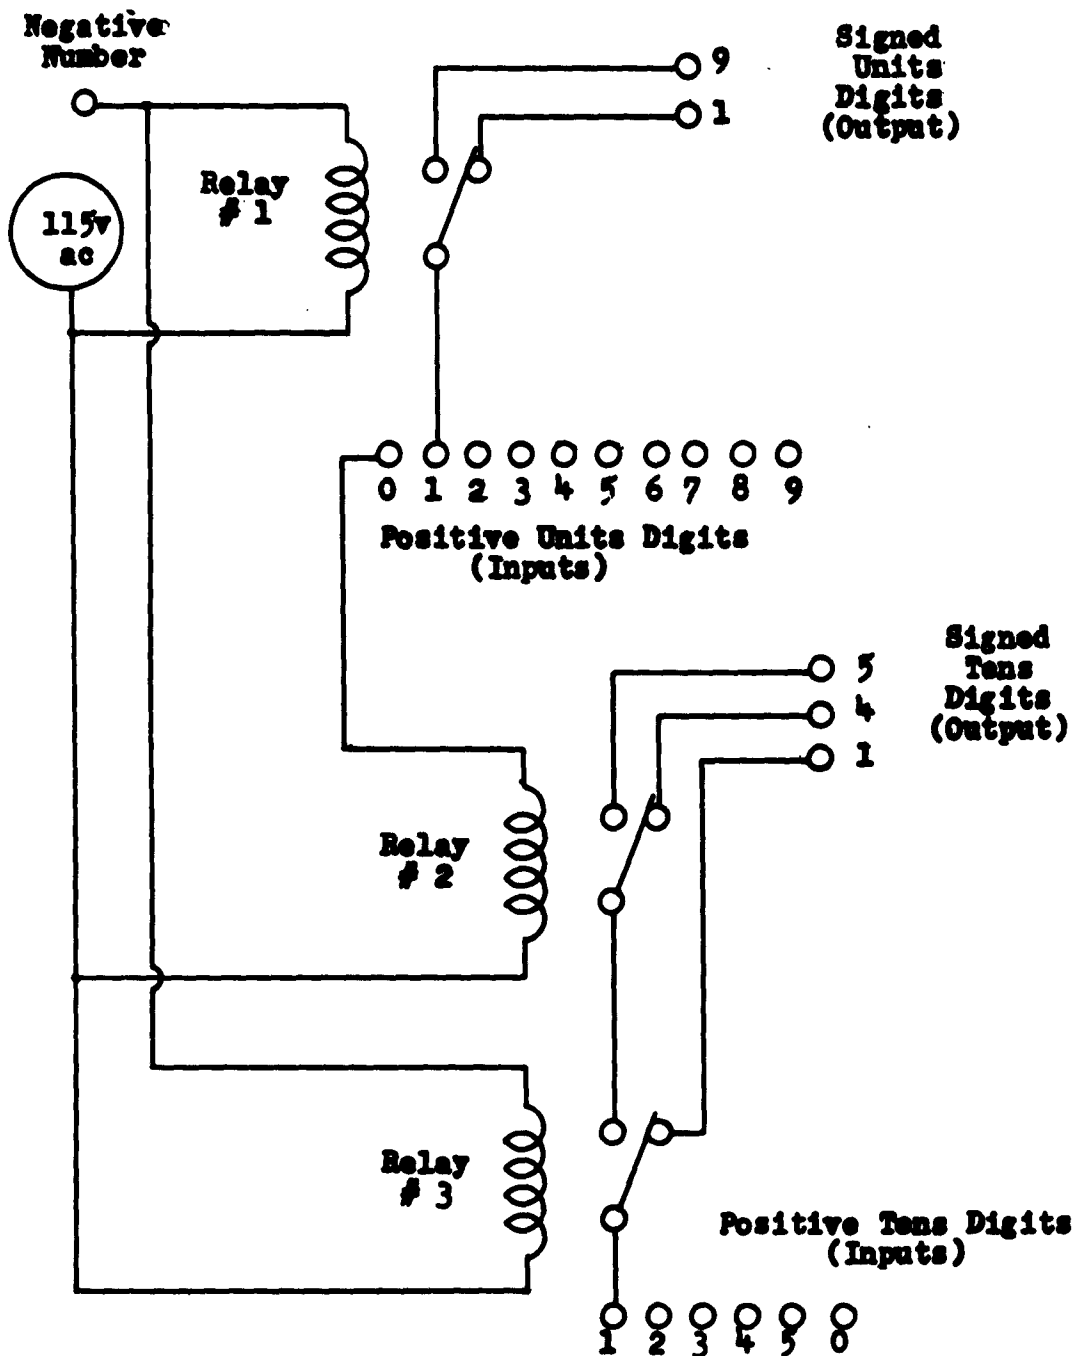 Negative
Number
Signed
Units
Digits
(Output)
9
1
Relay
# 1
115v
ac
0 1 2 3 4 5 6 7 8 9
Positive Units Digits
(Inputs)
Signed
Tens
Digits
(Output)
5
4
1
Relay
# 2
Relay
# 3
Positive Tens Digits
(Inputs)
1 2 3 4 5 0